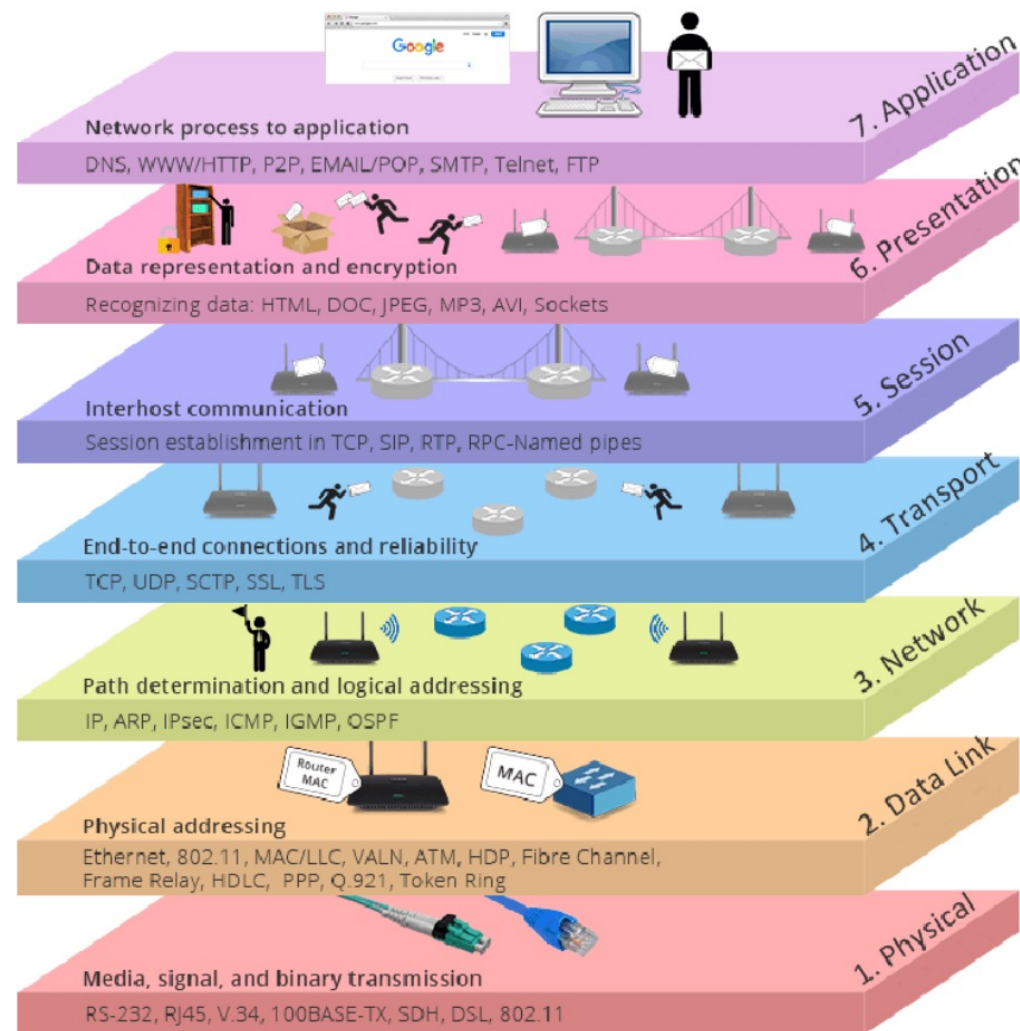 Google
7. Application
Network process to application
DNS, WWW/HTTP, P2P, EMAIL/POP, SMTP, Telnet, FTP
6. Presentation
Data representation and encryption
Recognizing data: HTML, DOC, JPEG, MP3, AVI, Sockets
5. Session
Interhost communication
Session establishment in TCP, SIP, RTP, RPC-Named pipes
4. Transport
End-to-end connections and reliability
TCP, UDP, SCTP, SSL, TLS
3. Network
Path determination and logical addressing
IP, ARP, IPsec, ICMP, IGMP, OSPF
2. Data Link
Router
MAC
MAC
Physical addressing
Ethernet, 802.11, MAC/LLC, VALN, ATM, HDP, Fibre Channel,
Frame Relay, HDLC, PPP, Q.921, Token Ring
1. Physical
Media, signal, and binary transmission
RS-232, RJ45, V.34, 100BASE-TX, SDH, DSL, 802.11